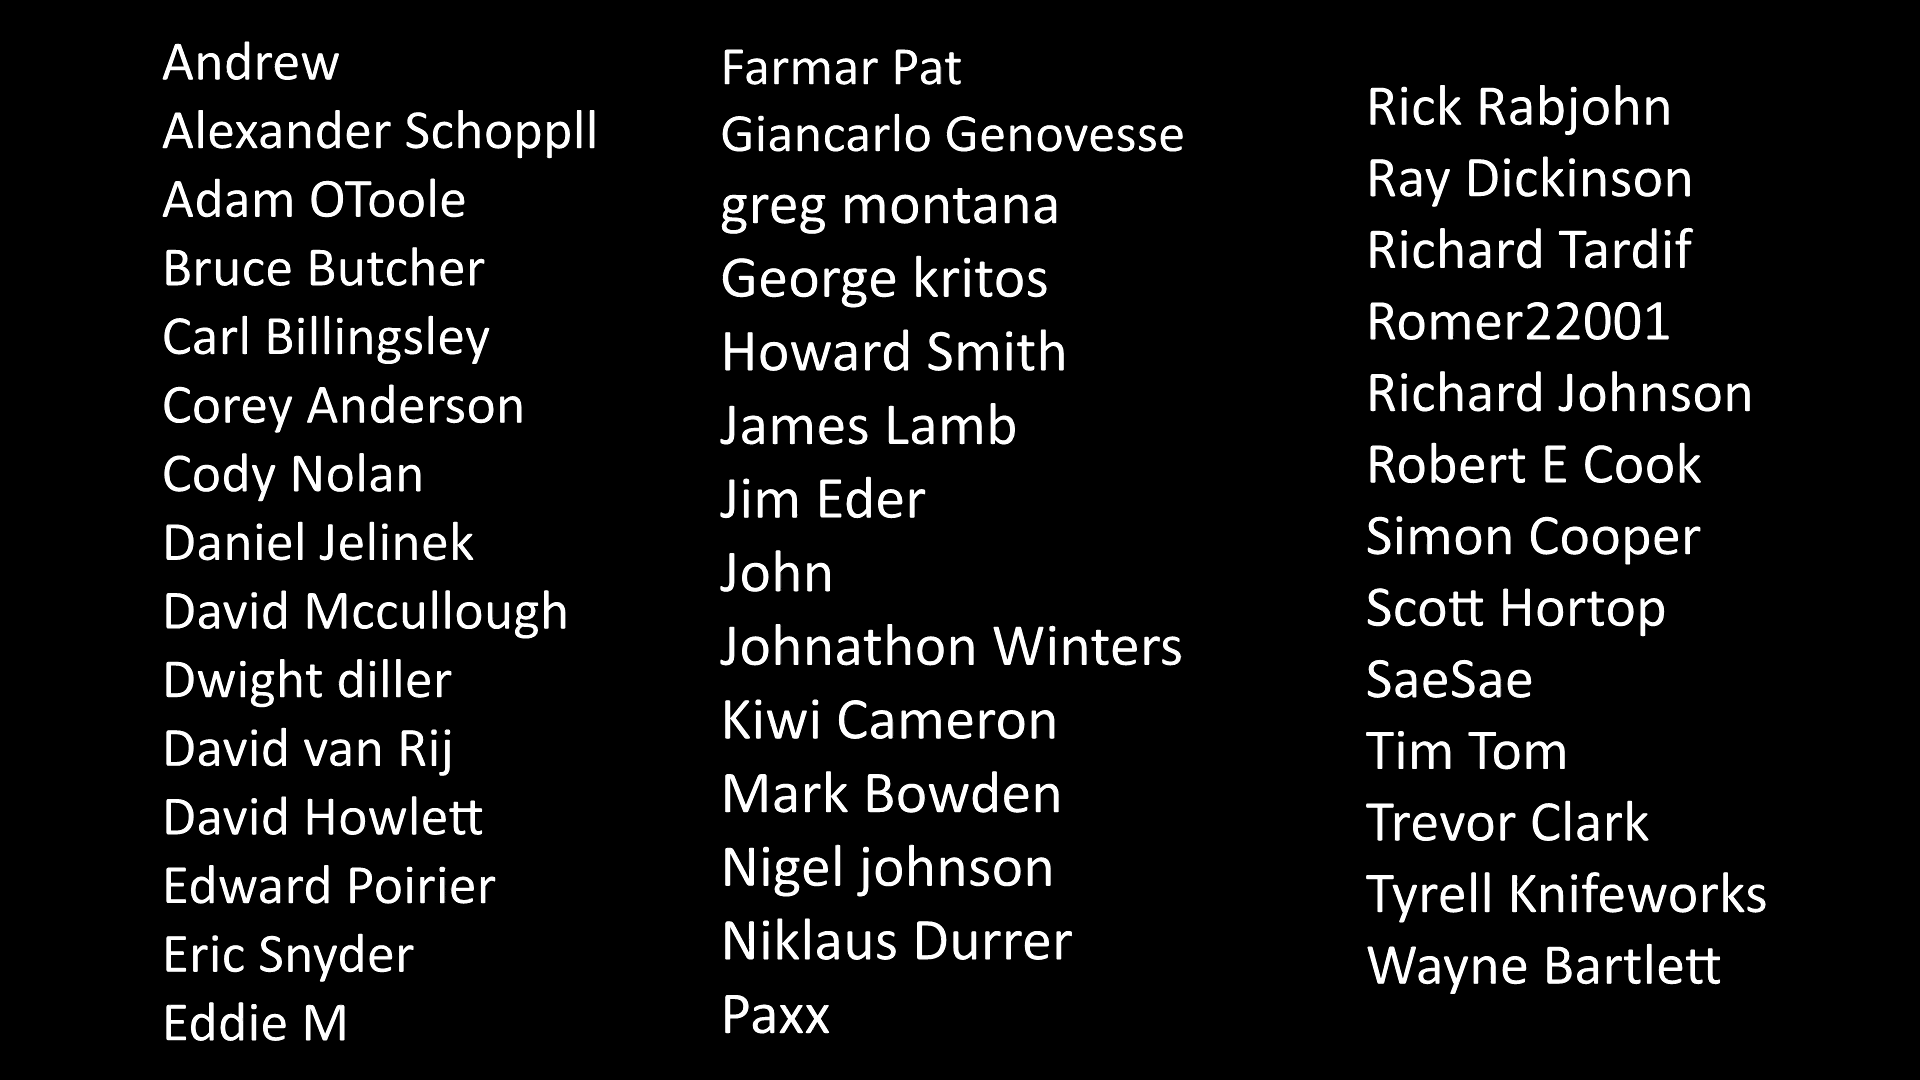 Andrew
Alexander Schoppll
Adam OToole
Bruce Butcher
Carl Billingsley
Corey Anderson
Cody Nolan
Daniel Jelinek
David Mccullough
Dwight diller
David van Rij
David Howlett
Edward Poirier
Eric Snyder
Eddie M
Farmar Pat
Giancarlo Genovesse
greg montana
George kritos
Howard Smith
James Lamb
Jim Eder
John
Johnathon Winters
Kiwi Cameron
Mark Bowden
Nigel johnson
Niklaus Durrer
Paxx
Rick Rabjohn
Ray Dickinson
Richard Tardif
Romer22001
Richard Johnson
Robert E Cook
Simon Cooper
Scott Hortop
SaeSae
Tim Tom
Trevor Clark
Tyrell Knifeworks
Wayne Bartlett